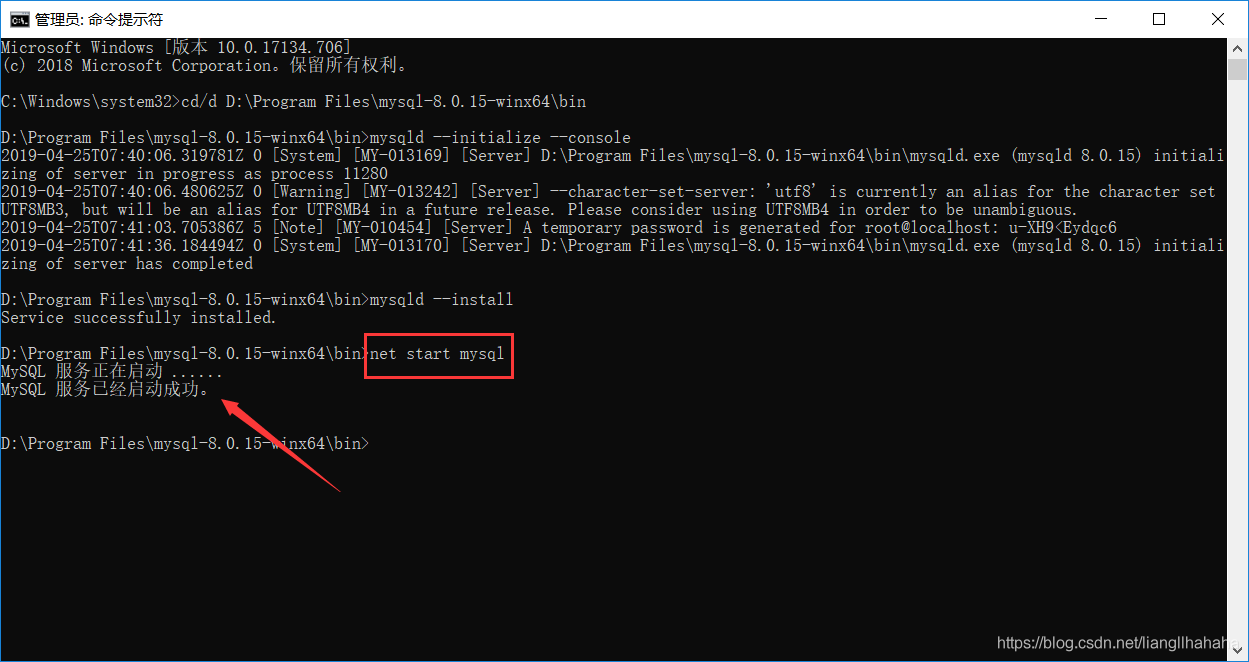 管理员: 命令提示符
Microsoft Windows [版本 10.0.17134.706]
(c) 2018 Microsoft Corporation。保留所有权利。
C:\Windows\system32>cd/d D:\Program Files\mysql-8.0.15-winx64\bin
D:\Program Files\mysql-8.0.15-winx64\bin>mysqld --initialize --console
2019-04-25T07:40:06.319781Z 0 [System] [MY-013169] [Server] D:\Program Files\mysql-8.0.15-winx64\bin\mysqld.exe (mysqld 8.0.15) initiali
zing of server in progress as process 11280
2019-04-25T07:40:06.480625Z 0 [Warning] [MY-013242] [Server] --character-set-server: 'utf8' is currently an alias for the character set
UTF8MB3, but will be an alias for UTF8MB4 in a future release. Please consider using UTF8MB4 in order to be unambiguous.
2019-04-25T07:41:03.705386Z 5 [Note] [MY-010454] [Server] A temporary password is generated for root@localhost: u-XH9<Eydqc6
2019-04-25T07:41:36.184494Z 0 [System] [MY-013170] [Server] D:\Program Files\mysql-8.0.15-winx64\bin\mysqld.exe (mysqld 8.0.15) initiali
zing of server has completed
D:\Program Files\mysql-8.0.15-winx64\bin>mysqld --install
Service successfully installed.
D:\Program Files\mysql-8.0.15-winx64\bin>net start mysql
MySQL 服务正在启动 ......
MySQL 服务已经启动成功。
D:\Program Files\mysql-8.0.15-winx64\bin>
https://blog.csdn.net/liangllhahaha